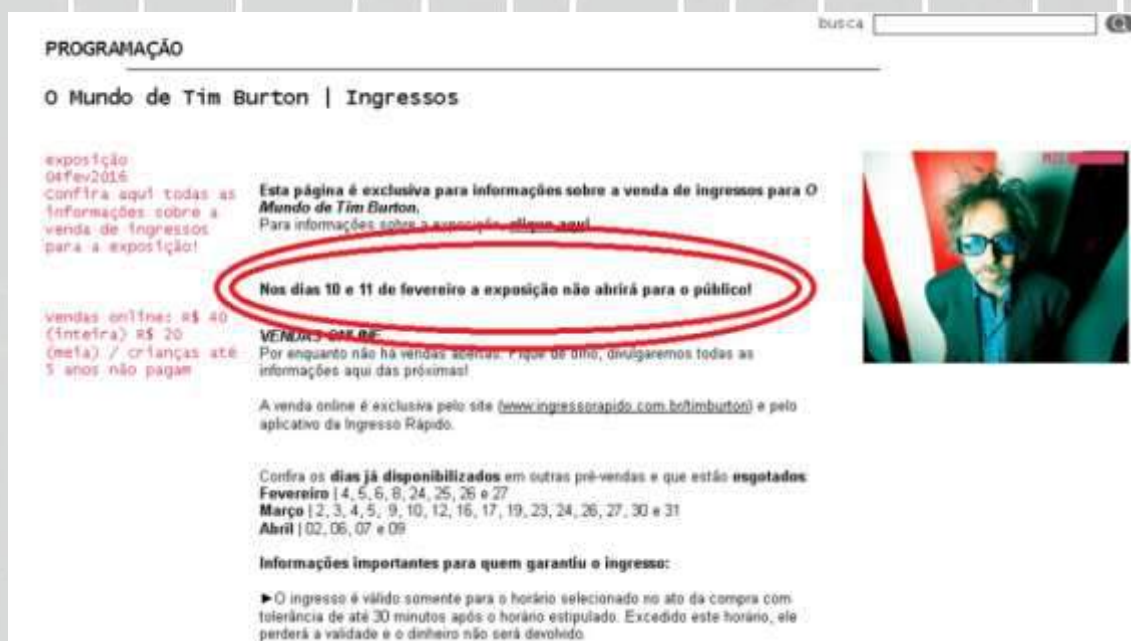 busca
PROGRAMAÇÃO
O Mundo de Tim Burton | Ingressos
exposição
04fev2016
Confira aqui todas as
informações sobre a
venda de ingressos
para a exposição!
vendas online: R$ 40
(inteira) R$ 20
(meia) / crianças até
5 anos não pagam
Esta página é exclusiva para informações sobre a venda de ingressos para O
Mundo de Tim Burton.
Para informações sobre a exposição, clique aqui
Nos dias 10 e 11 de fevereiro a exposição não abrirá para o público!
VENDAS ONLINE
Por enquanto não há vendas abertas. Fique de olho, divulgaremos todas as
informações aqui das próximas!
A venda online é exclusiva pelo site (www.ingressorapido.com.br/timburton) e pelo
aplicativo da Ingresso Rápido.
Confira os dias já disponibilizados em outras pré-vendas e que estão esgotados
Fevereiro | 4, 5, 6, 8, 24, 25, 26 e 27
Março | 2, 3, 4, 5, 9, 10, 12, 16, 17, 19, 23, 24, 26, 27, 30 e 31
Abril | 02, 06, 07 e 09
Informações importantes para quem garantiu o ingresso:
►O ingresso é válido somente para o horário selecionado no ato da compra com
tolerância de até 30 minutos após o horário estipulado. Excedido este horário, ele
perderá a validade e o dinheiro não será devolvido.